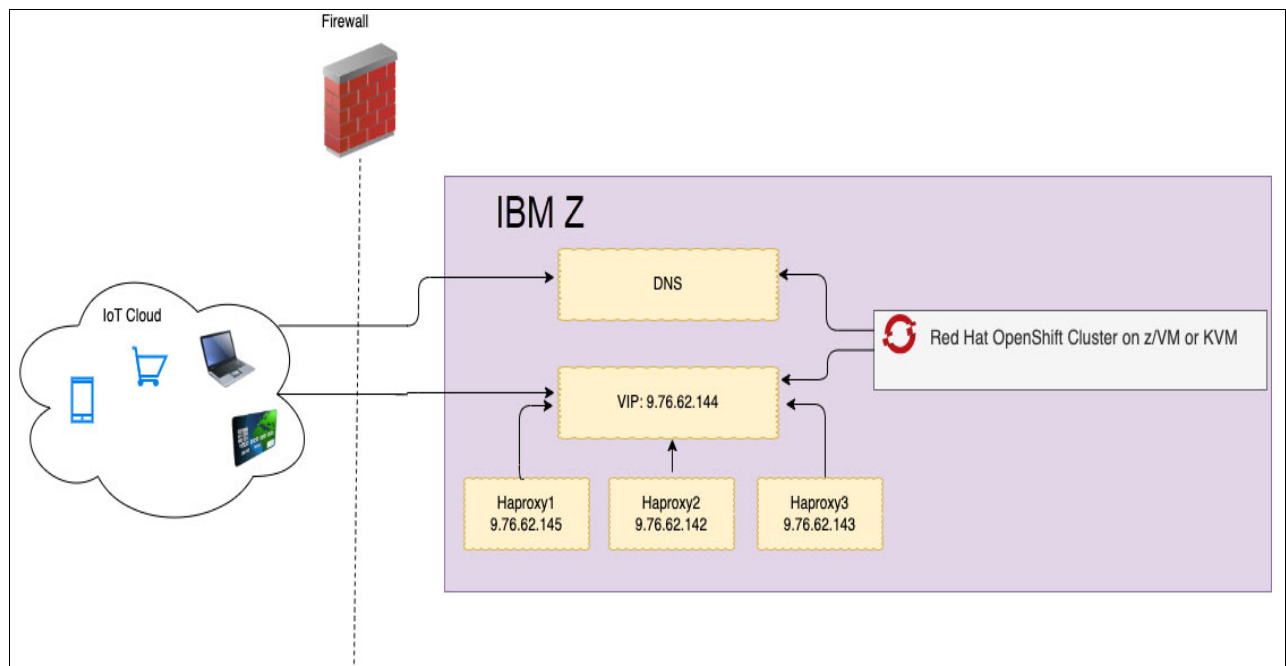 Firewall
IBM Z
DNS
IoT Cloud
Red Hat OpenShift Cluster on z/VM or KVM
VIP: 9.76.62.144
Haproxy1
9.76.62.145
Haproxy2
9.76.62.142
Haproxy3
9.76.62.143